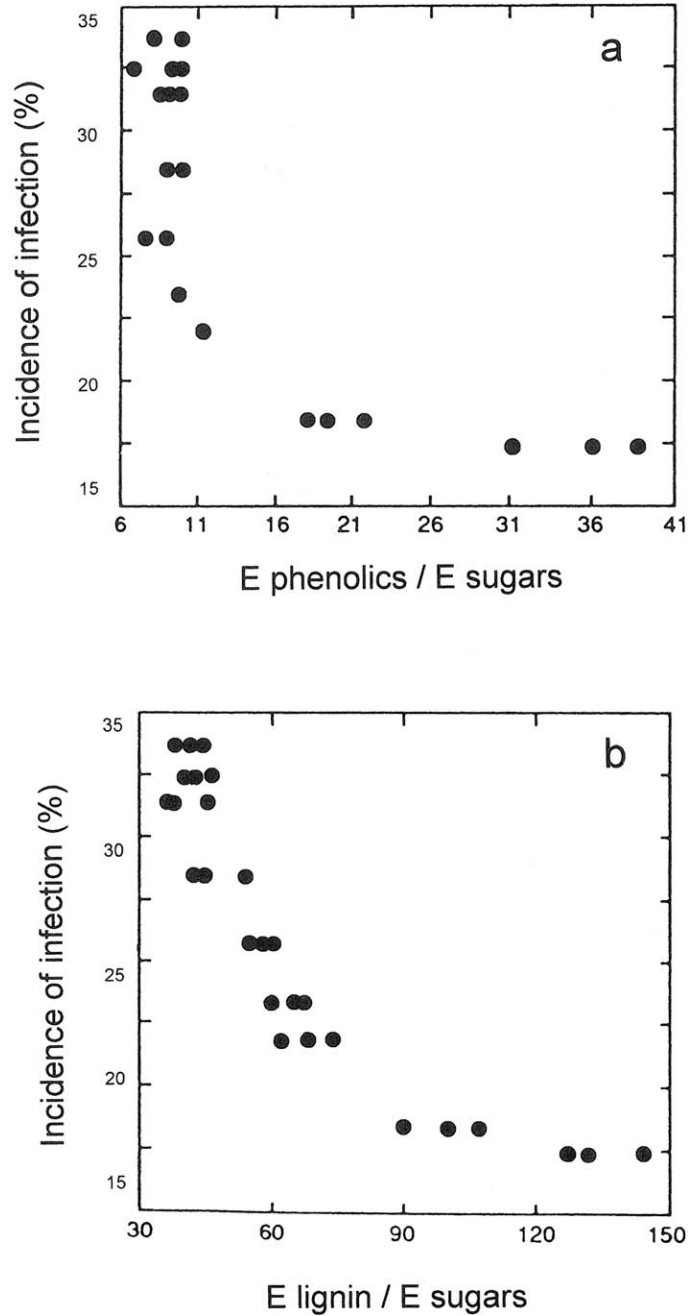 35
30
25
20
15
Incidence of infection (%)
a
6 11 16 21 26 31 36 41
E phenolics / E sugars
35
30
25
20
15
Incidence of infection (%)
b
30 60 90 120 150
E lignin / E sugars